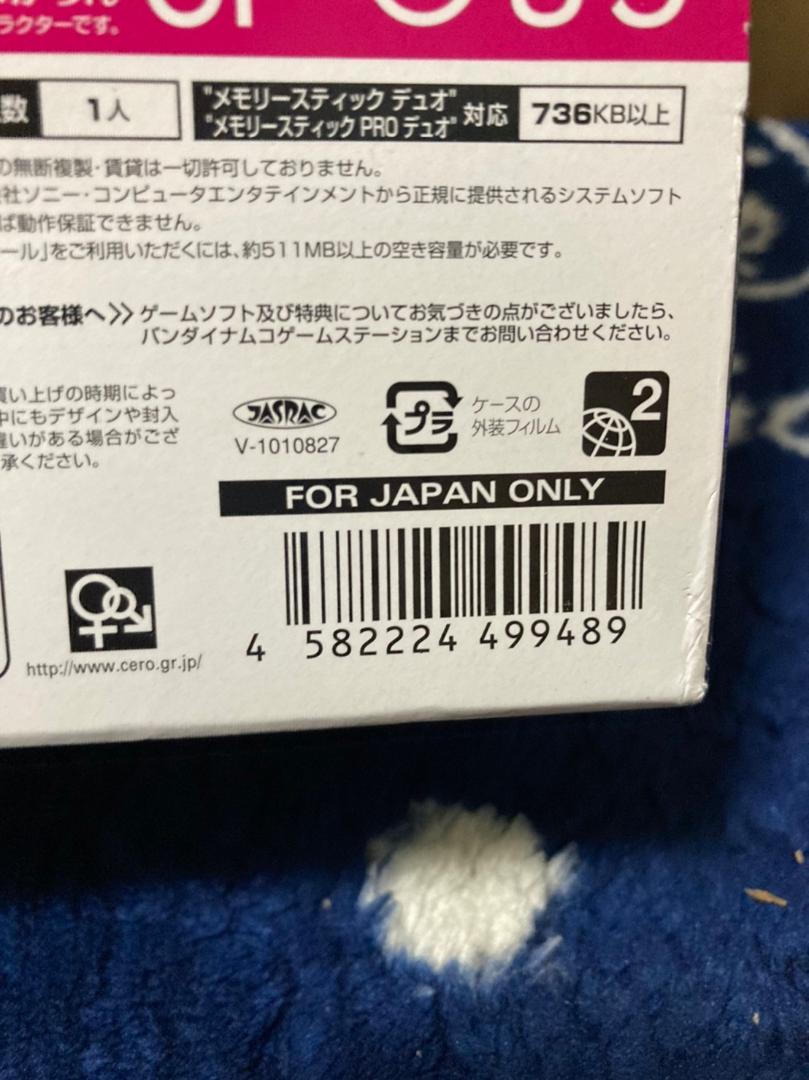 ラクターです。
数 1人 "メモリースティック デュオ" "メモリースティック PRO デュオ" 対応 736KB以上
の無断複製・賃貸は一切許可しておりません。
社ソニー・コンピュータエンタテインメントから正規に提供されるシステムソフト
ば動作保証できません。
ール」をご利用いただくには、約511MB以上の空き容量が必要です。
のお客様へ>> ゲームソフト及び特典についてお気づきの点がございましたら、
バンダイナムコゲームステーションまでお問い合わせください。
買い上げの時期によっ
中にもデザインや封入
違いがある場合がござ
承ください。
JASRAC
V-1010827
プラ
ケースの
外装フィルム
2
FOR JAPAN ONLY
http://www.cero.gr.jp/
4 582224 499489